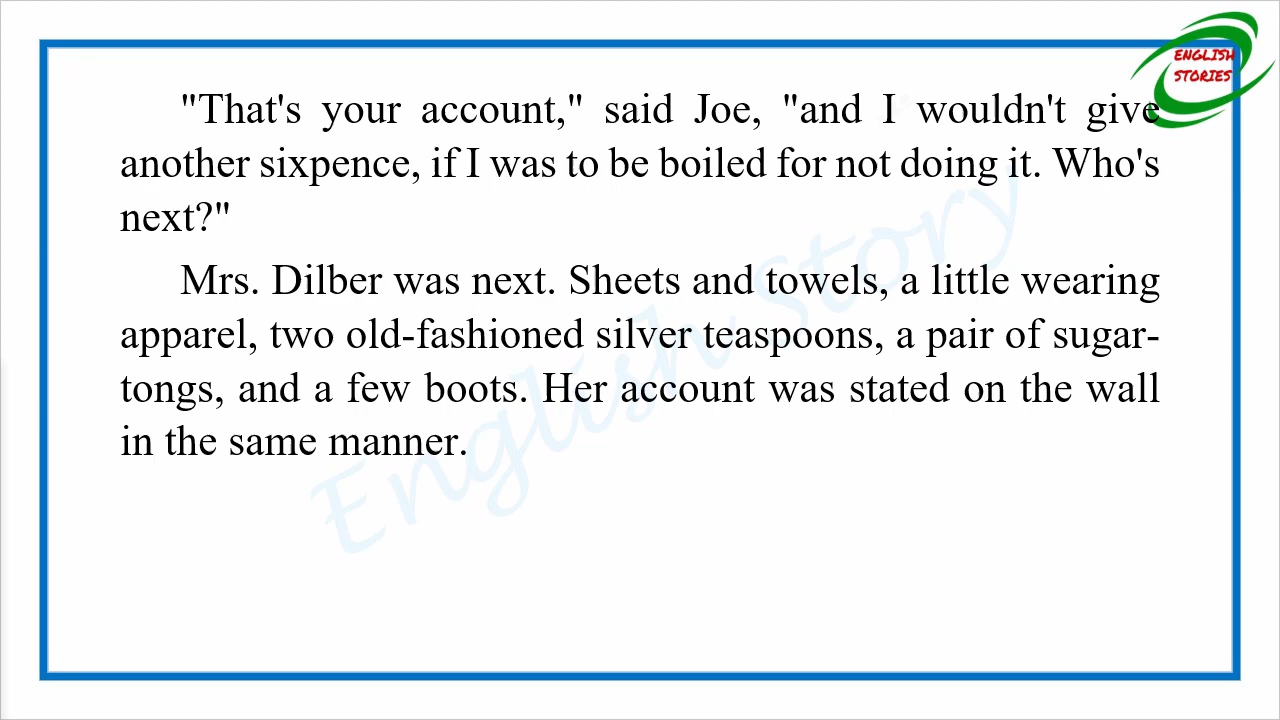 ENGLISH
STORIES
"That's your account," said Joe, "and I wouldn't give
another sixpence, if I was to be boiled for not doing it. Who's
next?"
Mrs. Dilber was next. Sheets and towels, a little wearing
apparel, two old-fashioned silver teaspoons, a pair of sugar-
tongs, and a few boots. Her account was stated on the wall
in the same manner.
English Story